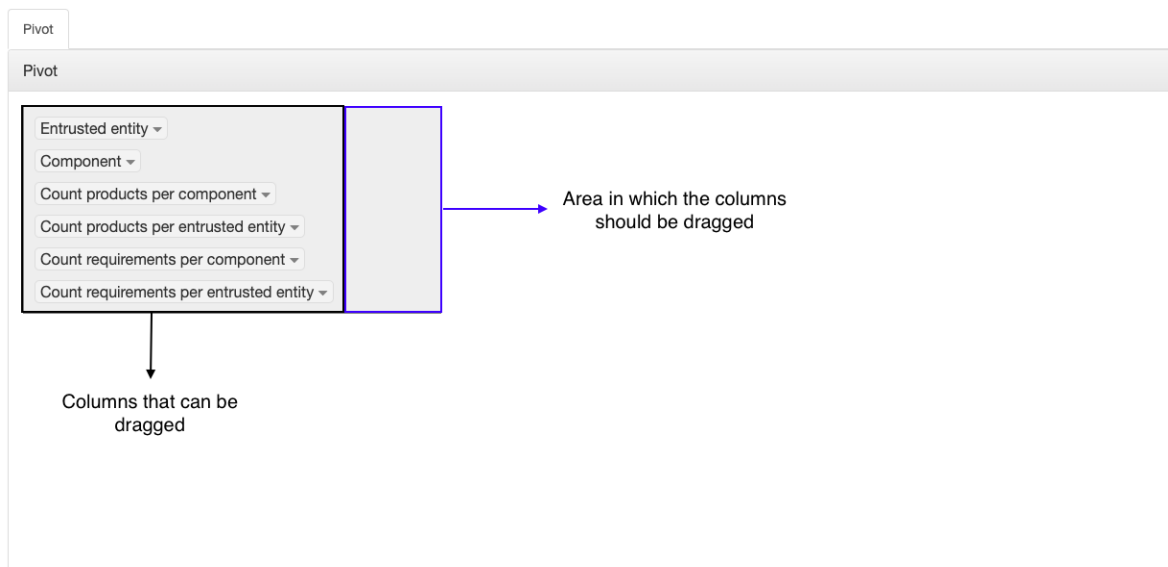 Pivot
Pivot
Entrusted entity
Component
Count products per component
Count products per entrusted entity
Count requirements per component
Count requirements per entrusted entity
Area in which the columns
should be dragged
Columns that can be
dragged